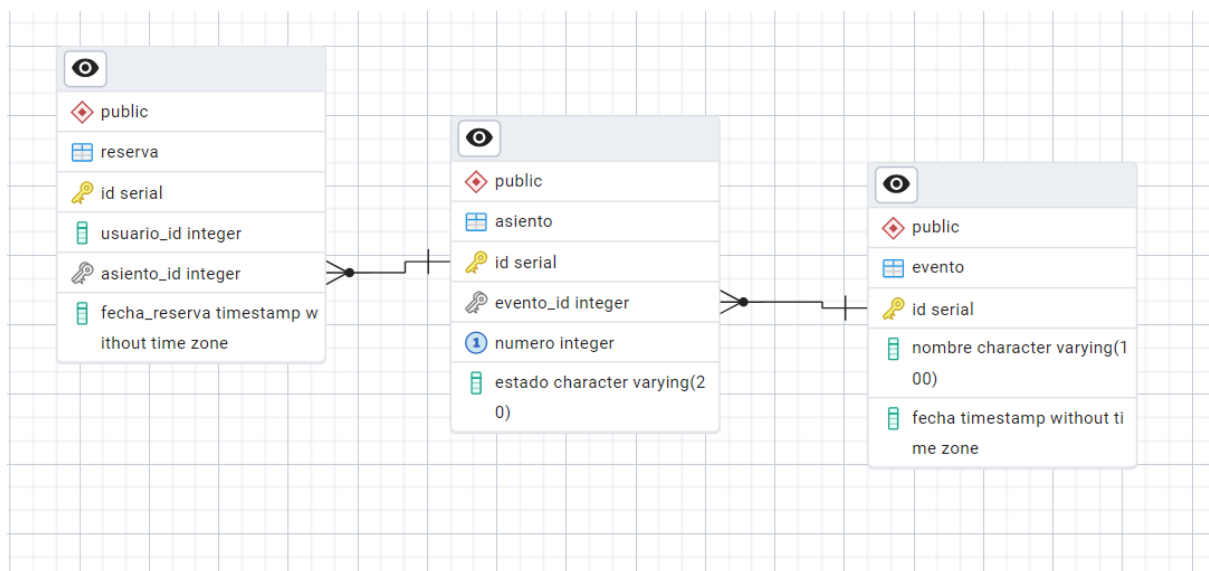 public
reserva
id serial
usuario_id integer
asiento_id integer
fecha_reserva timestamp w
ithout time zone
public
asiento
id serial
evento_id integer
1 numero integer
estado character varying(2
0)
public
evento
id serial
nombre character varying(1
00)
fecha timestamp without ti
me zone